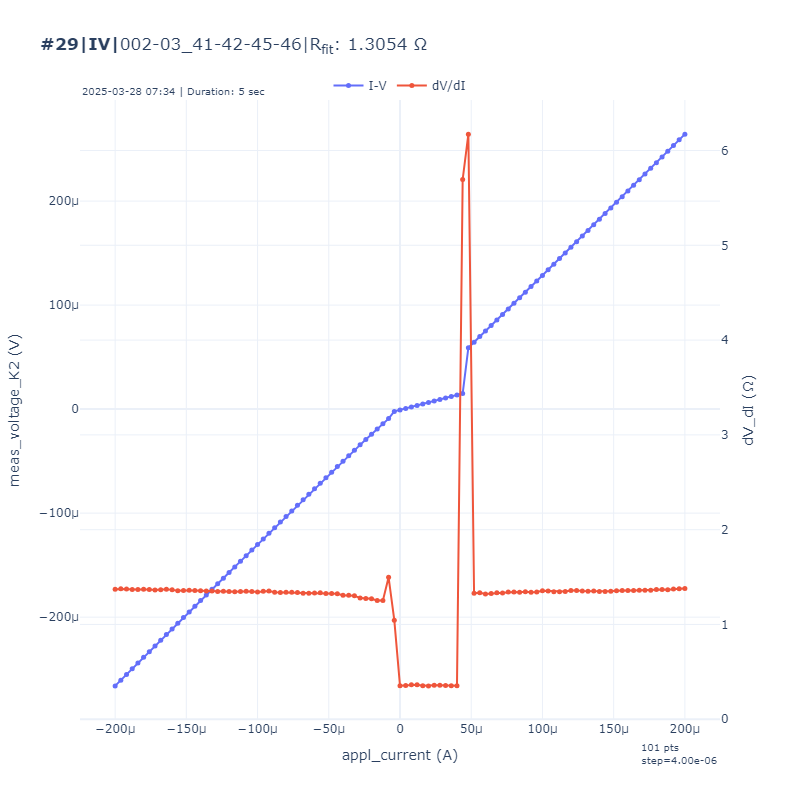 #29|IV|002-03_41-42-45-46|Rfit: 1.3054 Ω
2025-03-28 07:34 | Duration: 5 sec
I-V
dV/dI
200μ
100μ
0
−100μ
−200μ
meas_voltage_K2 (V)
6
5
4
3
2
1
0
dV_dI (Ω)
−200μ
−150μ
−100μ
−50μ
0
50μ
100μ
150μ
200μ
appl_current (A)
101 pts
step=4.00e-06